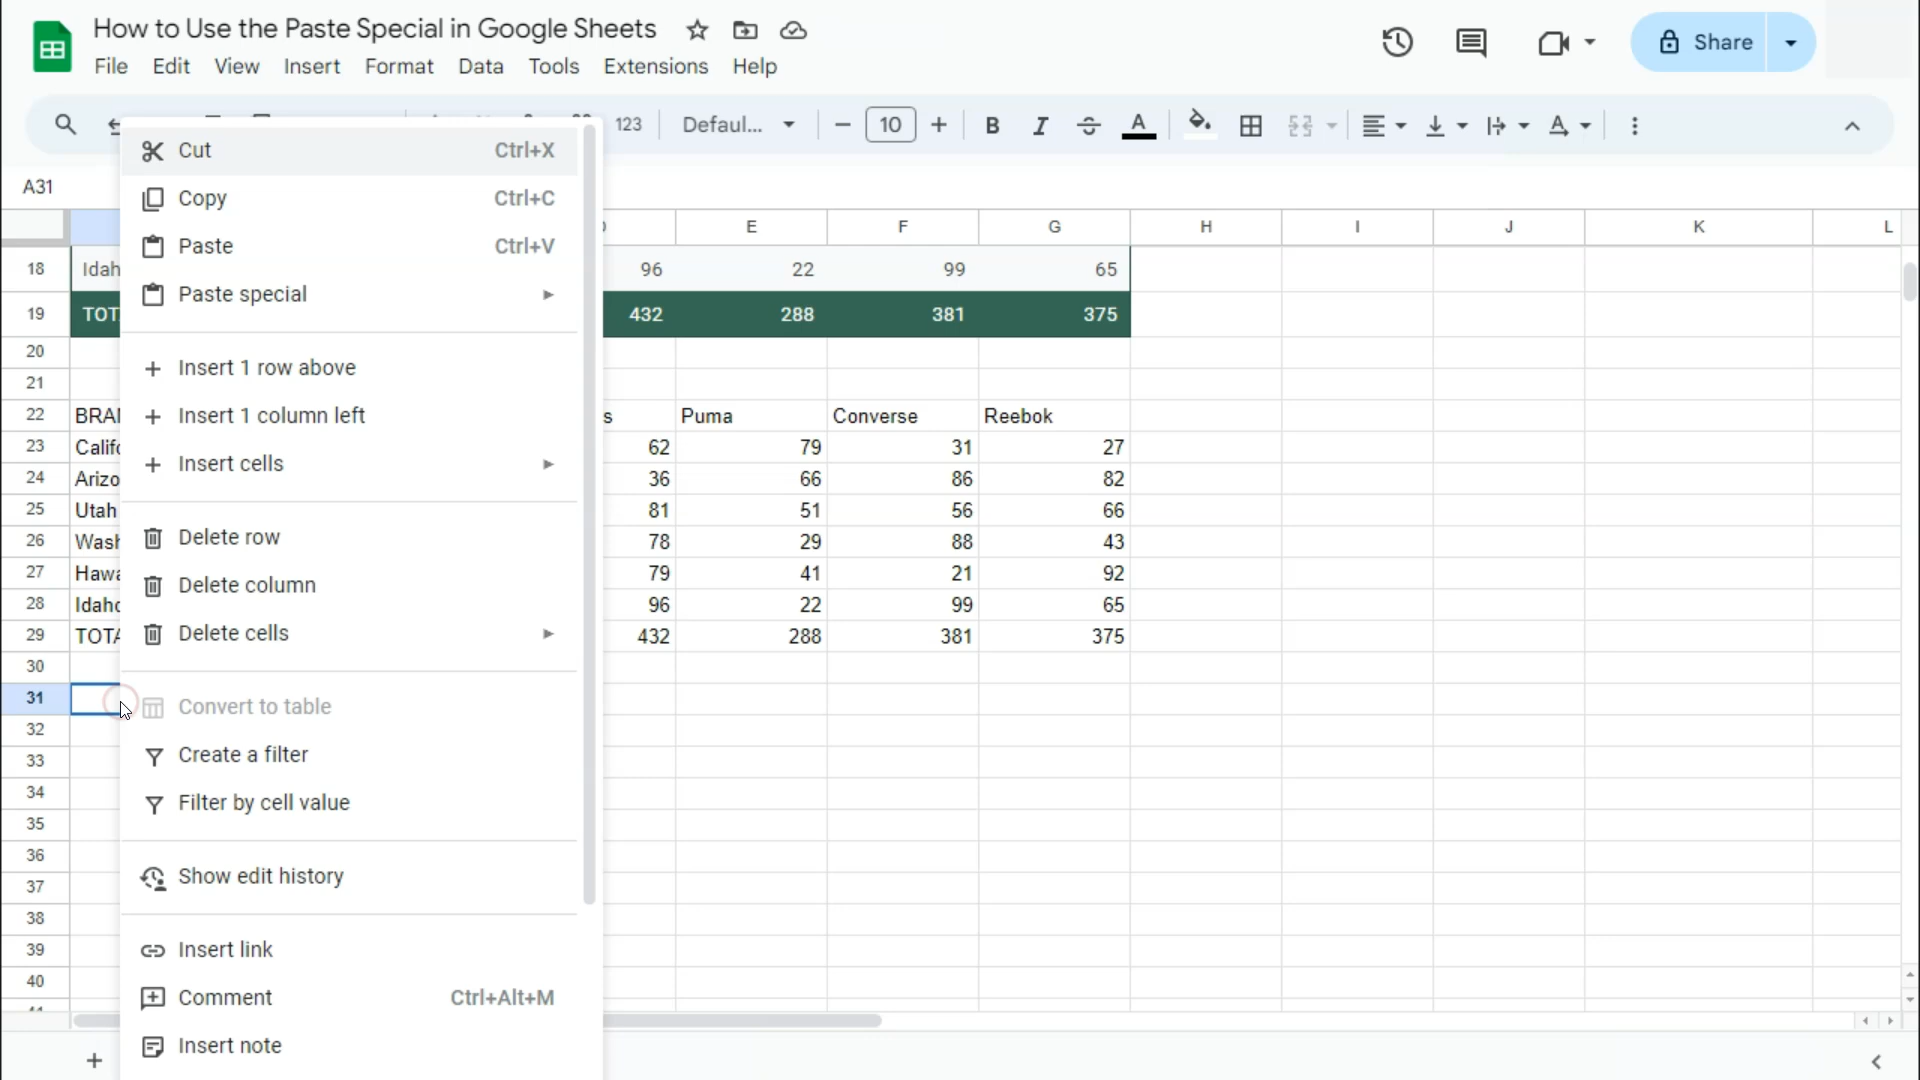 How to Use the Paste Special in Google Sheets
File Edit View Insert Format Data Tools Extensions Help
Share
123 Defaul... 10 B I A A
A31
E F G H I J K L
18 Idah 96 22 99 65
19 TOT 432 288 381 375
20
21
22 BRA s Puma Converse Reebok
23 Califo 62 79 31 27
24 Arizo 36 66 86 82
25 Utah 81 51 56 66
26 Wash 78 29 88 43
27 Hawa 79 41 21 92
28 Idaho 96 22 99 65
29 TOTA 432 288 381 375
30
31
32
33
34
35
36
37
38
39
40
Cut Ctrl+X
Copy Ctrl+C
Paste Ctrl+V
Paste special
Insert 1 row above
Insert 1 column left
Insert cells
Delete row
Delete column
Delete cells
Convert to table
Create a filter
Filter by cell value
Show edit history
Insert link
Comment Ctrl+Alt+M
Insert note